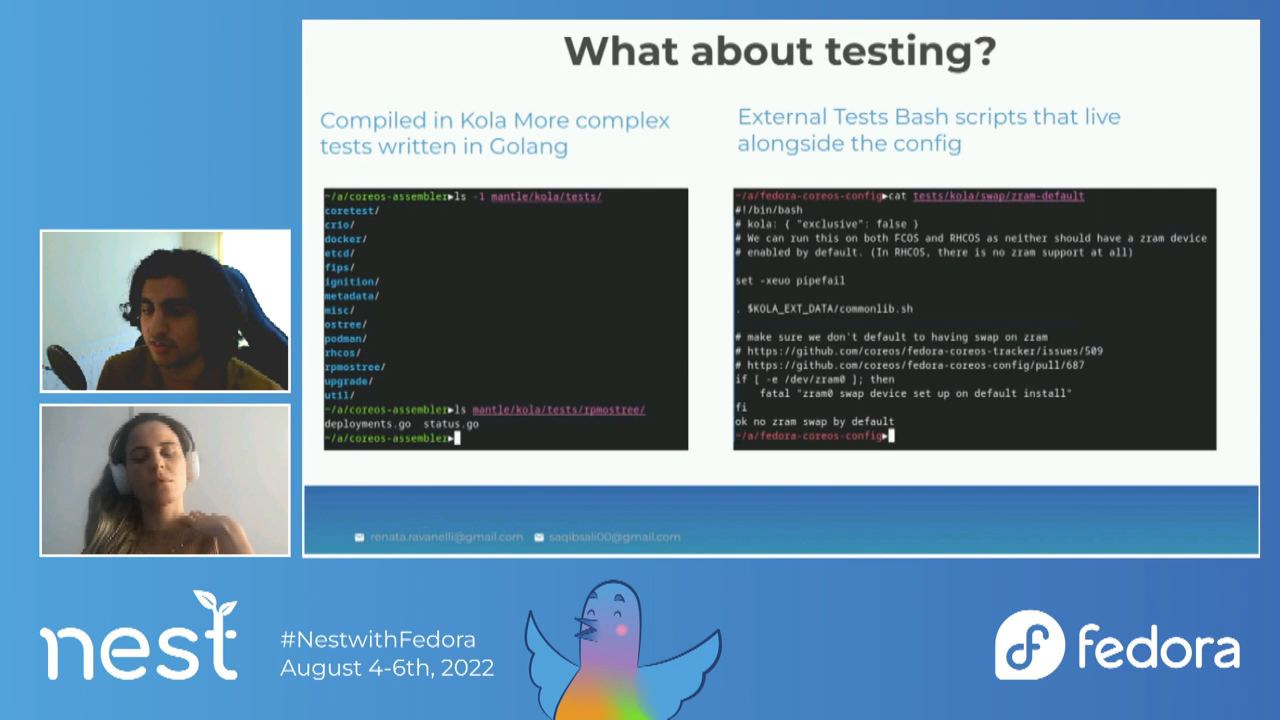 What about testing?
Compiled in Kola More complex
tests written in Golang
~/a/coreos-assembler▶ls -1 mantle/kola/tests/
coretest/
crio/
docker/
etcd/
fips/
ignition/
metadata/
misc/
ostree/
podman/
rhcos/
rpmostree/
upgrade/
util/
~/a/coreos-assembler▶ls mantle/kola/tests/rpmostree/
deployments.go  status.go
~/a/coreos-assembler▶
External Tests Bash scripts that live
alongside the config
~/a/fedora-coreos-config▶cat tests/kola/swap/zram-default
#!/bin/bash
# kola: { "exclusive": false }
# We can run this on both FCOS and RHCOS as neither should have a zram device
# enabled by default. (In RHCOS, there is no zram support at all)
set -xeuo pipefail
. $KOLA_EXT_DATA/commonlib.sh
# make sure we don't default to having swap on zram
# https://github.com/coreos/fedora-coreos-tracker/issues/509
# https://github.com/coreos/fedora-coreos-config/pull/687
if [ -e /dev/zram0 ]; then
    fatal "zram0 swap device set up on default install"
fi
ok no zram swap by default
~/a/fedora-coreos-config▶
renata.ravanelli@gmail.com
saqibsali00@gmail.com
nest
#NestwithFedora
August 4-6th, 2022
fedora